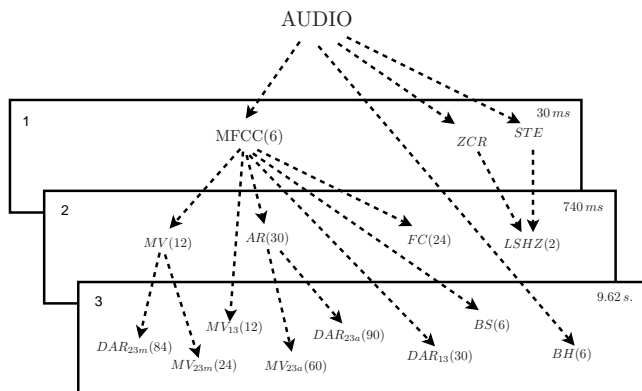 AUDIO
1
30 ms
MFCC(6)
ZCR
STE
2
740 ms
MV(12)
AR(30)
FC(24)
LSHZ(2)
3
9.62 s.
DAR23m(84)
MV23m(24)
MV13(12)
MV23a(60)
DAR23a(90)
DAR13(30)
BS(6)
BH(6)